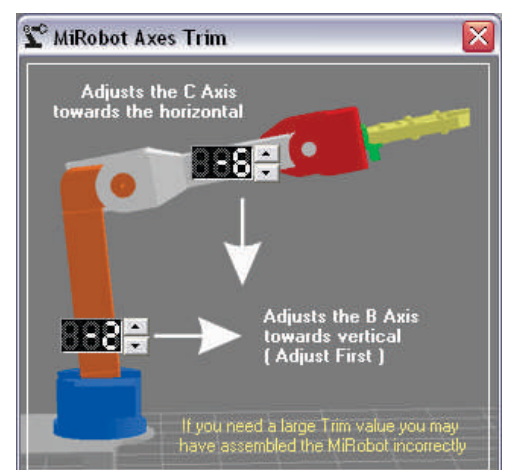 MiRobot Axes Trim
Adjusts the C Axis
towards the horizontal
-6
-2
Adjusts the B Axis
towards vertical
( Adjust First )
If you need a large Trim value you may
have assembled the MiRobot incorrectly